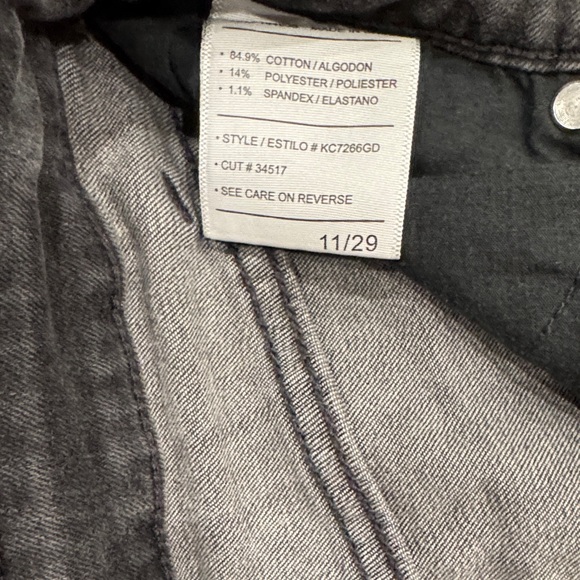 • 84.9% COTTON / ALGODON
• 14% POLYESTER / POLIESTER
• 1.1% SPANDEX / ELASTANO
• STYLE / ESTILO # KC7266GD
• CUT # 34517
• SEE CARE ON REVERSE
11/29